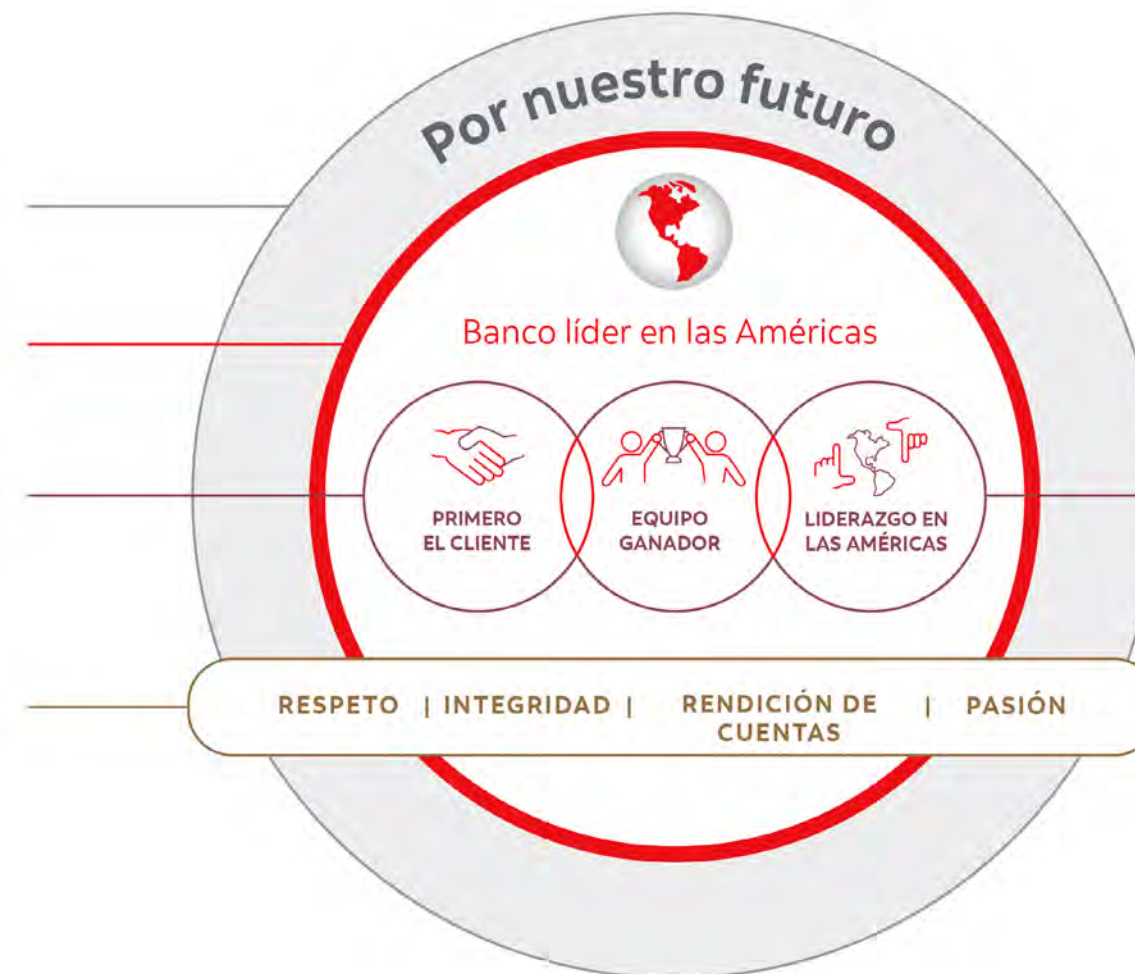 Por nuestro futuro
Banco líder en las Américas
PRIMERO
EL CLIENTE
EQUIPO
GANADOR
LIDERAZGO EN
LAS AMÉRICAS
RESPETO | INTEGRIDAD | RENDICIÓN DE | PASIÓN
CUENTAS